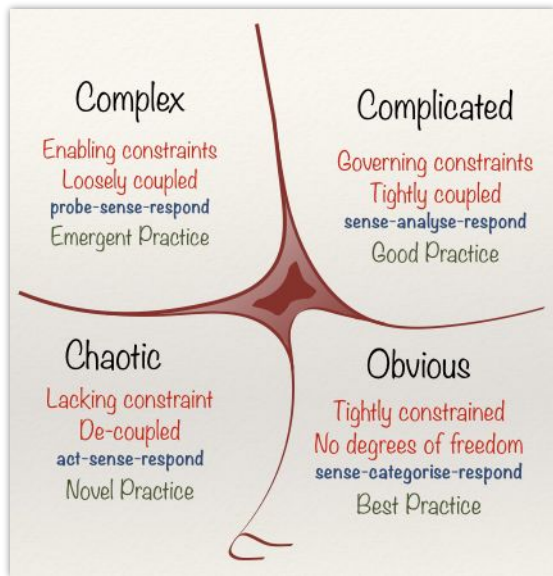 Complex
Enabling constraints
Loosely coupled
probe-sense-respond
Emergent Practice
Complicated
Governing constraints
Tightly coupled
sense-analyse-respond
Good Practice
Chaotic
Lacking constraint
De-coupled
act-sense-respond
Novel Practice
Obvious
Tightly constrained
No degrees of freedom
sense-categorise-respond
Best Practice